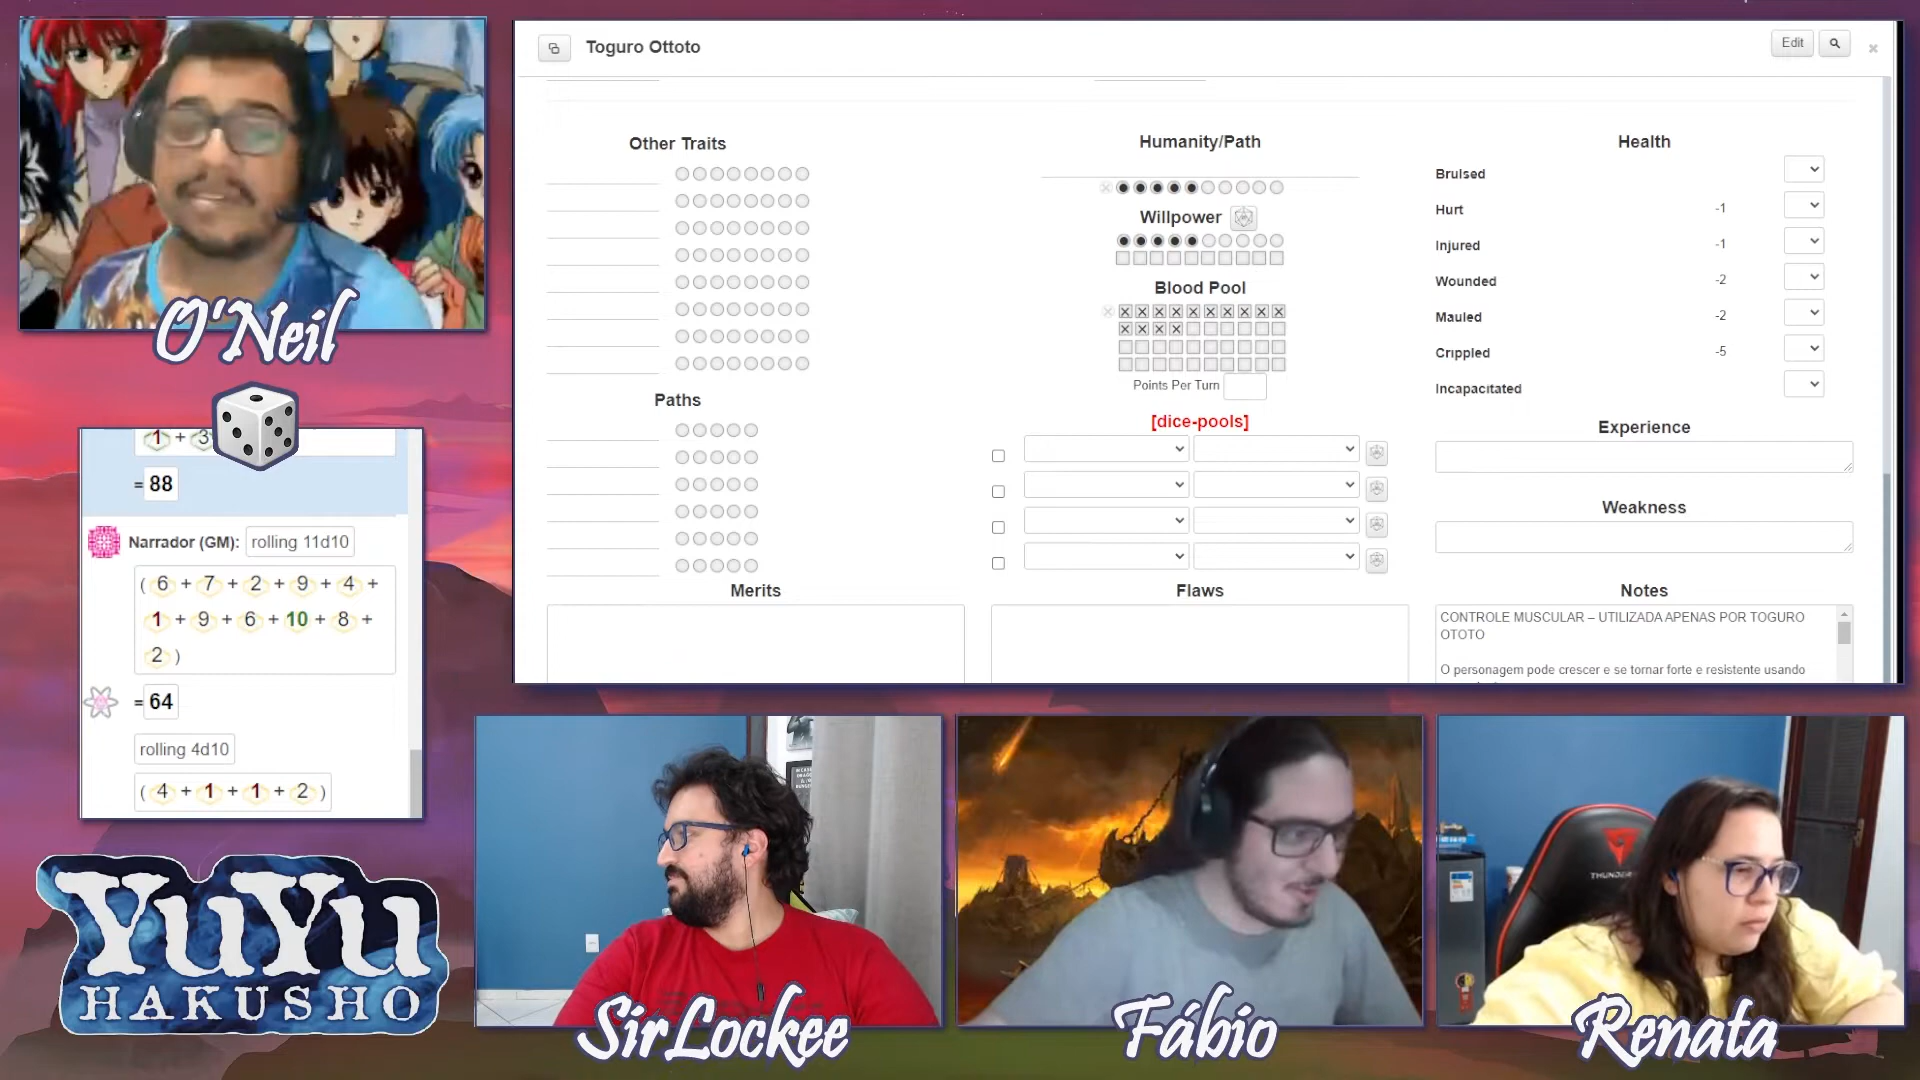 Toguro Ottoto
Edit
Other Traits
Humanity/Path
Health
Bruised
Hurt -1
Injured -1
Wounded -2
Mauled -2
Crippled -5
Incapacitated
Willpower
Blood Pool
Points Per Turn
Paths
[dice-pools]
Experience
Weakness
Merits
Flaws
Notes
CONTROLE MUSCULAR – UTILIZADA APENAS POR TOGURO
OTOTO
O personagem pode crescer e se tornar forte e resistente usando
O'Neil
1 + 3
= 88
Narrador (GM): rolling 11d10
( 6 + 7 + 2 + 9 + 4 +
1 + 9 + 6 + 10 + 8 +
2 )
= 64
rolling 4d10
( 4 + 1 + 1 + 2 )
YuYu
HAKUSHO
SirLockee
Fábio
Renata